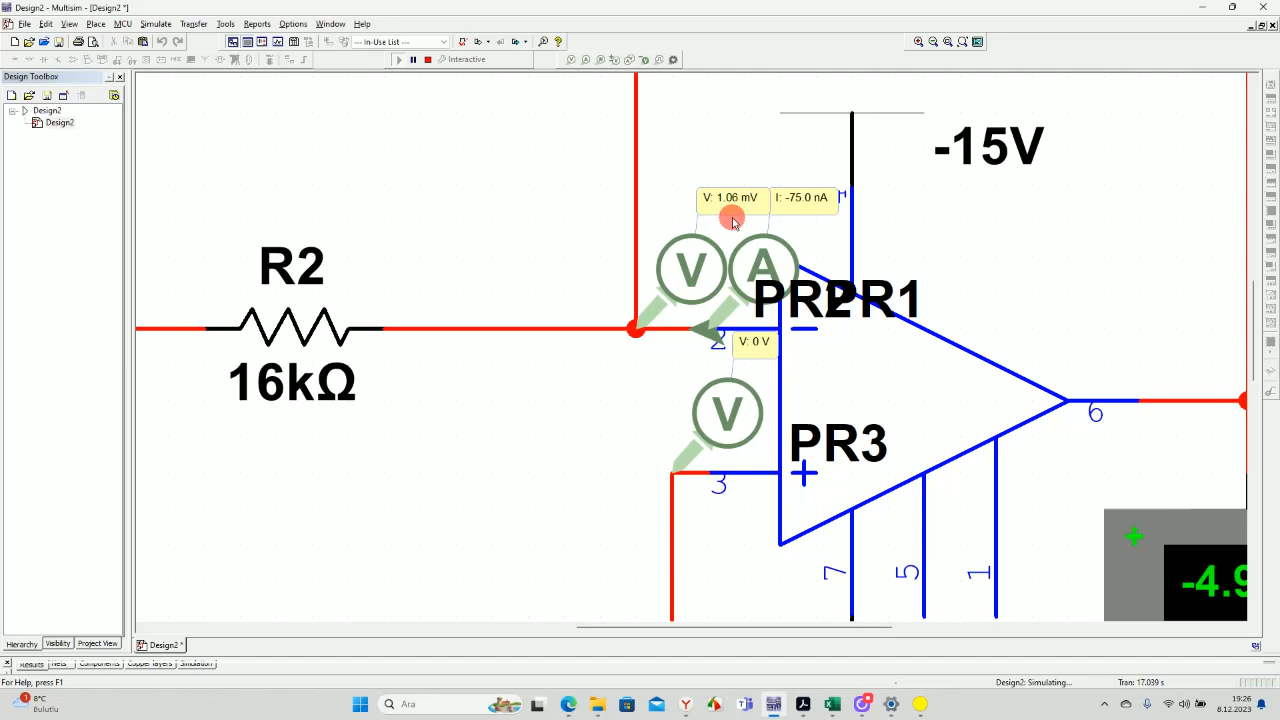 Design2 - Multisim - [Design2 *]
File Edit View Place MCU Simulate Transfer Tools Reports Options Window Help
--- In-Use List ---
Interactive
Design Toolbox
Design2
Design2
-15V
V: 1.06 mV
I: -75.0 nA
R2
V
A
PR2
PR1
16kΩ
2
V: 0 V
V
PR3
6
3
+
7
5
1
-4.9
Hierarchy Visibility Project View
Design2 *
Results Nets Components Copper layers Simulation
For Help, press F1
Design2: Simulating...
Tran: 17.039 s
1
8°C
Bulutlu
Ara
19:26
8.12.2023